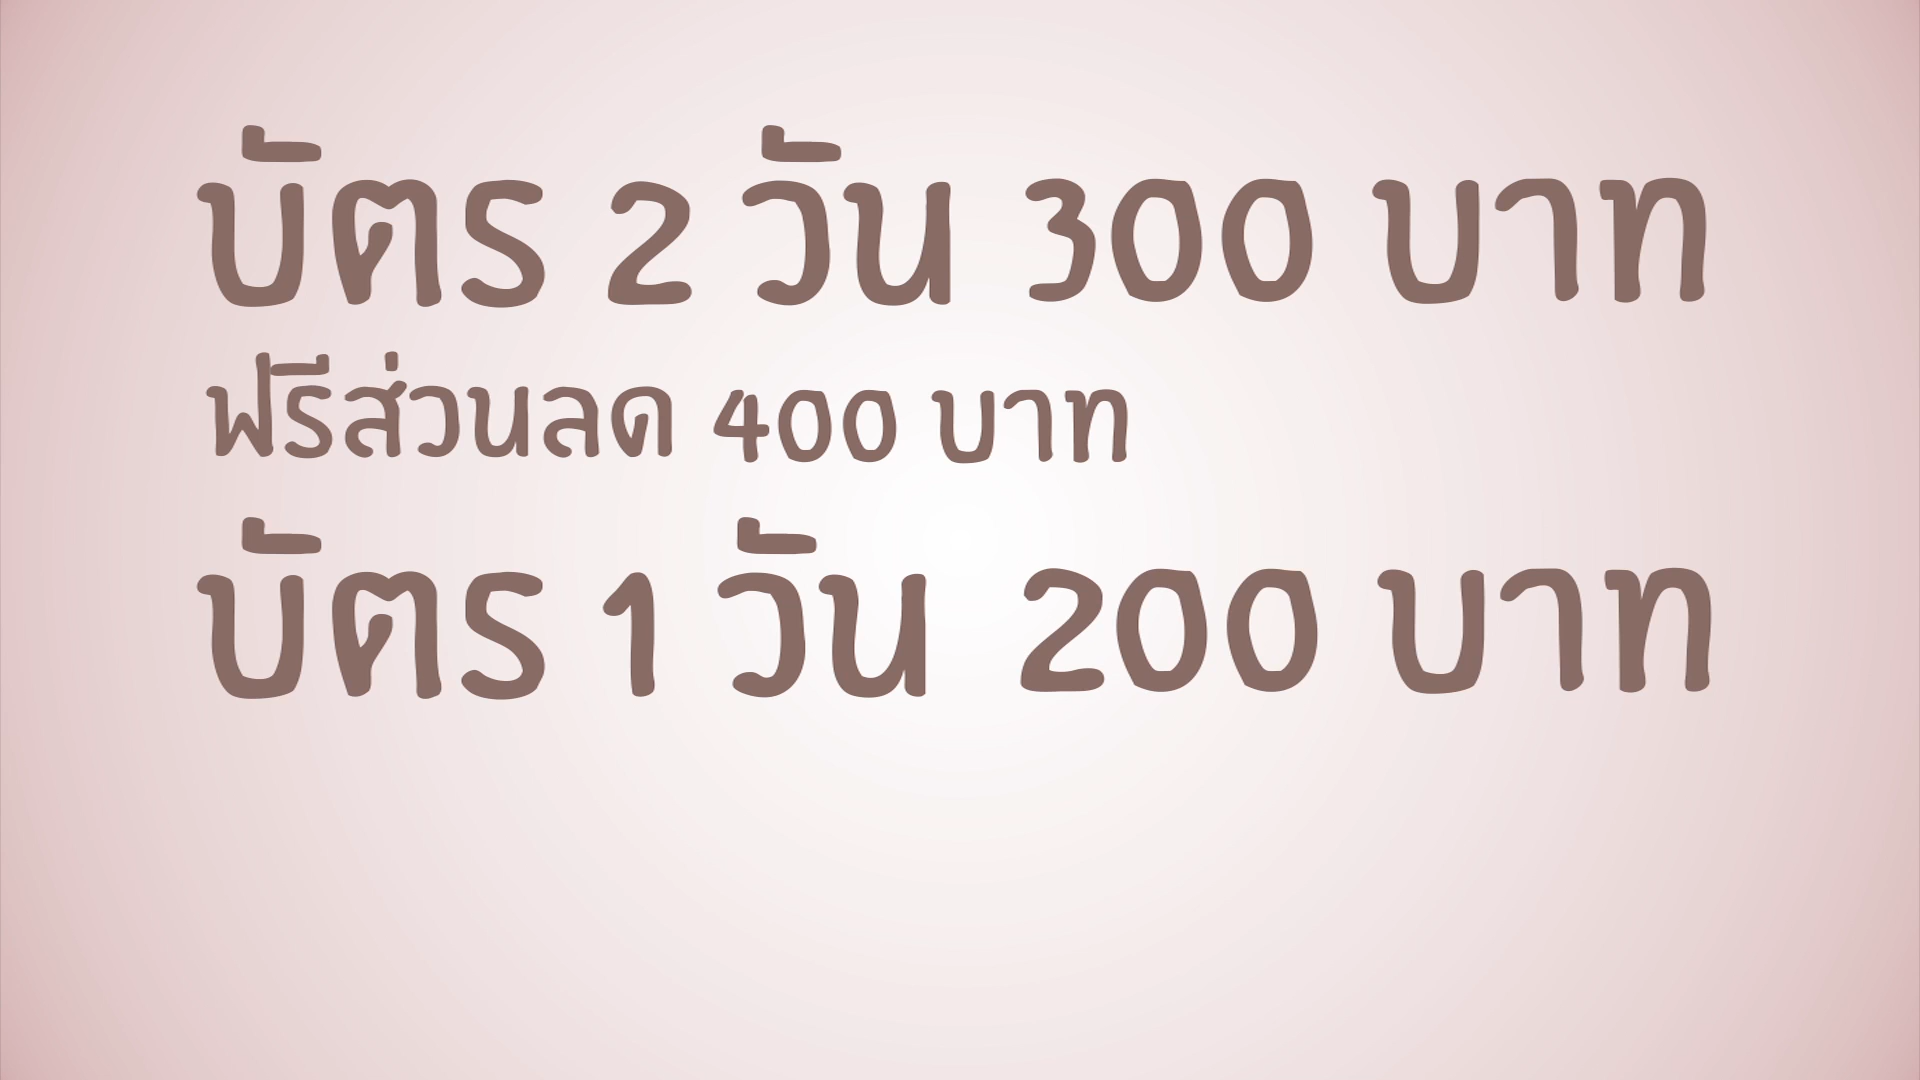 บัตร 2 วัน 300 บาท
ฟรีส่วนลด 400 บาท
บัตร 1 วัน 200 บาท